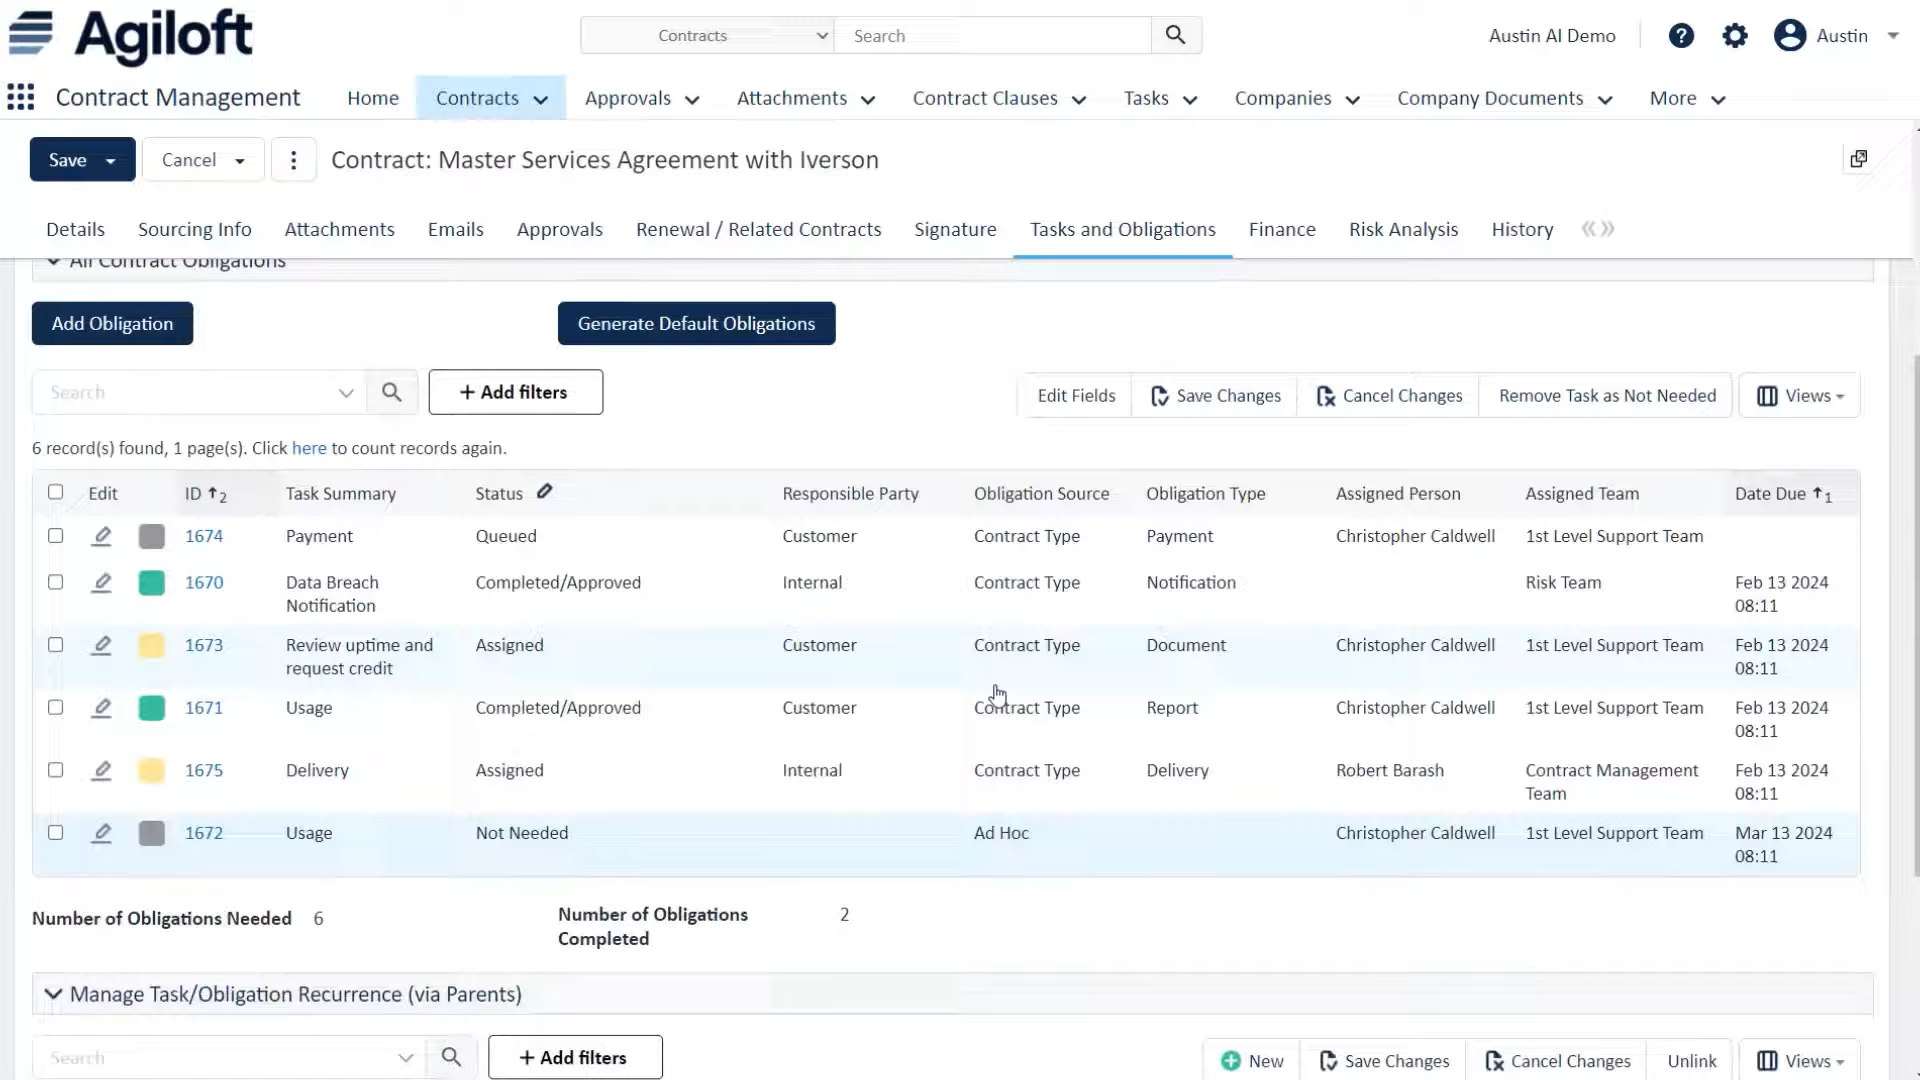 Agiloft
Contracts
Search
Austin AI Demo
Austin
Contract Management
Home
Contracts
Approvals
Attachments
Contract Clauses
Tasks
Companies
Company Documents
More
Save
Cancel
Contract: Master Services Agreement with Iverson
Details
Sourcing Info
Attachments
Emails
Approvals
Renewal / Related Contracts
Signature
Tasks and Obligations
Finance
Risk Analysis
History
All Contract Obligations
Add Obligation
Generate Default Obligations
Search
+ Add filters
Edit Fields
Save Changes
Cancel Changes
Remove Task as Not Needed
Views
6 record(s) found, 1 page(s). Click here to count records again.
Edit ID ↑2 Task Summary Status Responsible Party Obligation Source Obligation Type Assigned Person Assigned Team Date Due ↑1
1674 Payment Queued Customer Contract Type Payment Christopher Caldwell 1st Level Support Team
1670 Data Breach Completed/Approved Internal Contract Type Notification Risk Team Feb 13 2024
Notification 08:11
1673 Review uptime and Assigned Customer Contract Type Document Christopher Caldwell 1st Level Support Team Feb 13 2024
request credit 08:11
1671 Usage Completed/Approved Customer Contract Type Report Christopher Caldwell 1st Level Support Team Feb 13 2024
08:11
1675 Delivery Assigned Internal Contract Type Delivery Robert Barash Contract Management Feb 13 2024
Team 08:11
1672 Usage Not Needed Ad Hoc Christopher Caldwell 1st Level Support Team Mar 13 2024
08:11
Number of Obligations Needed 6
Number of Obligations 2
Completed
Manage Task/Obligation Recurrence (via Parents)
Search
+ Add filters
New
Save Changes
Cancel Changes
Unlink
Views